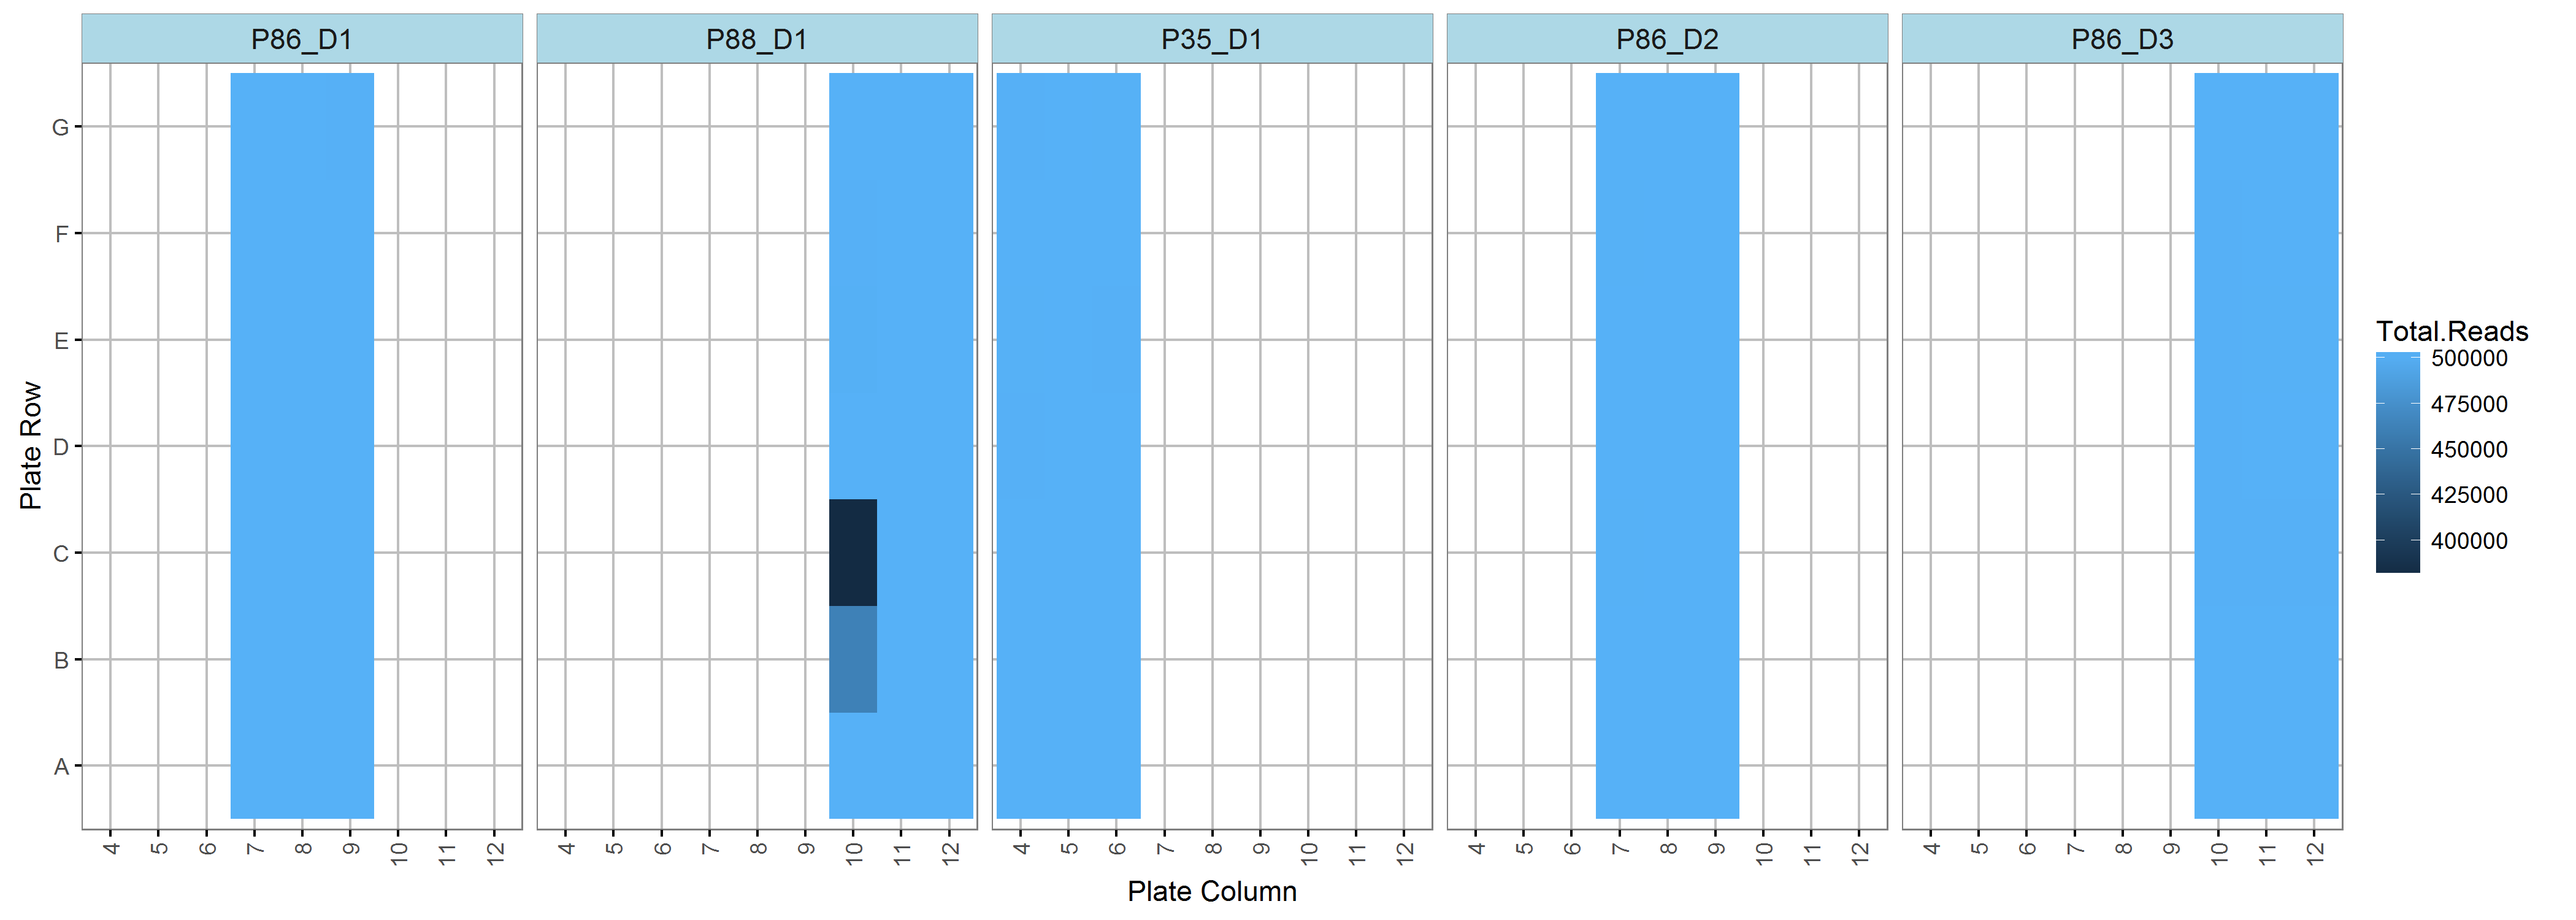 P86_D1 P88_D1 P35_D1 P86_D2 P86_D3
Plate Row
G
F
E
D
C
B
A
4 5 6 7 8 9 10 11 12 4 5 6 7 8 9 10 11 12 4 5 6 7 8 9 10 11 12 4 5 6 7 8 9 10 11 12 4 5 6 7 8 9 10 11 12
Plate Column
Total.Reads
500000
475000
450000
425000
400000